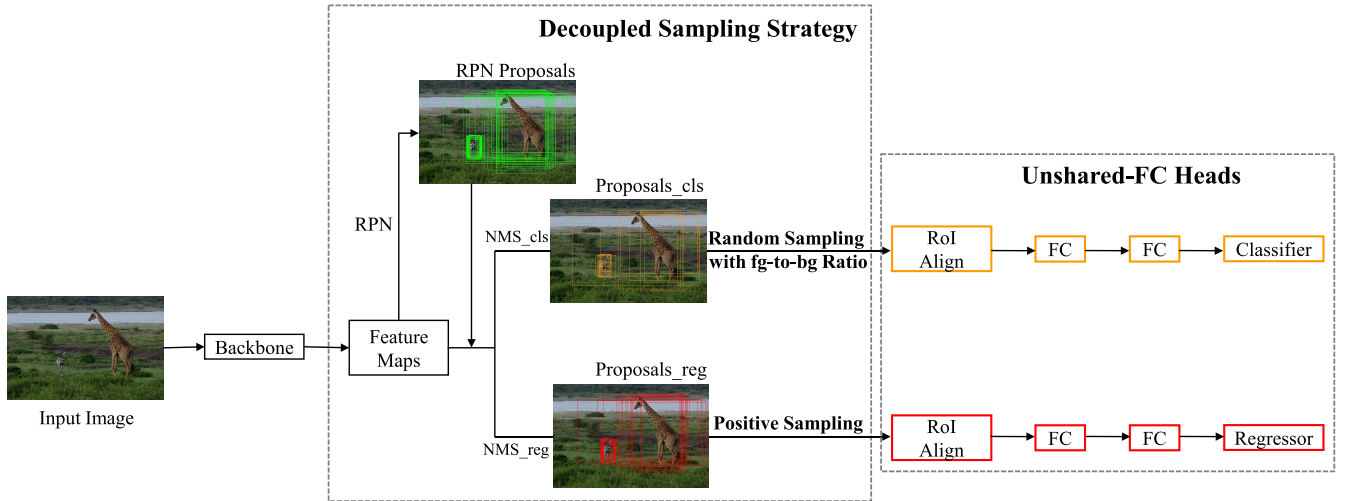 Decoupled Sampling Strategy
RPN Proposals
RPN
Proposals_cls
NMS_cls
Random Sampling
with fg-to-bg Ratio
Unshared-FC Heads
RoI
Align
FC
FC
Classifier
Input Image
Backbone
Feature
Maps
Proposals_reg
NMS_reg
Positive Sampling
RoI
Align
FC
FC
Regressor